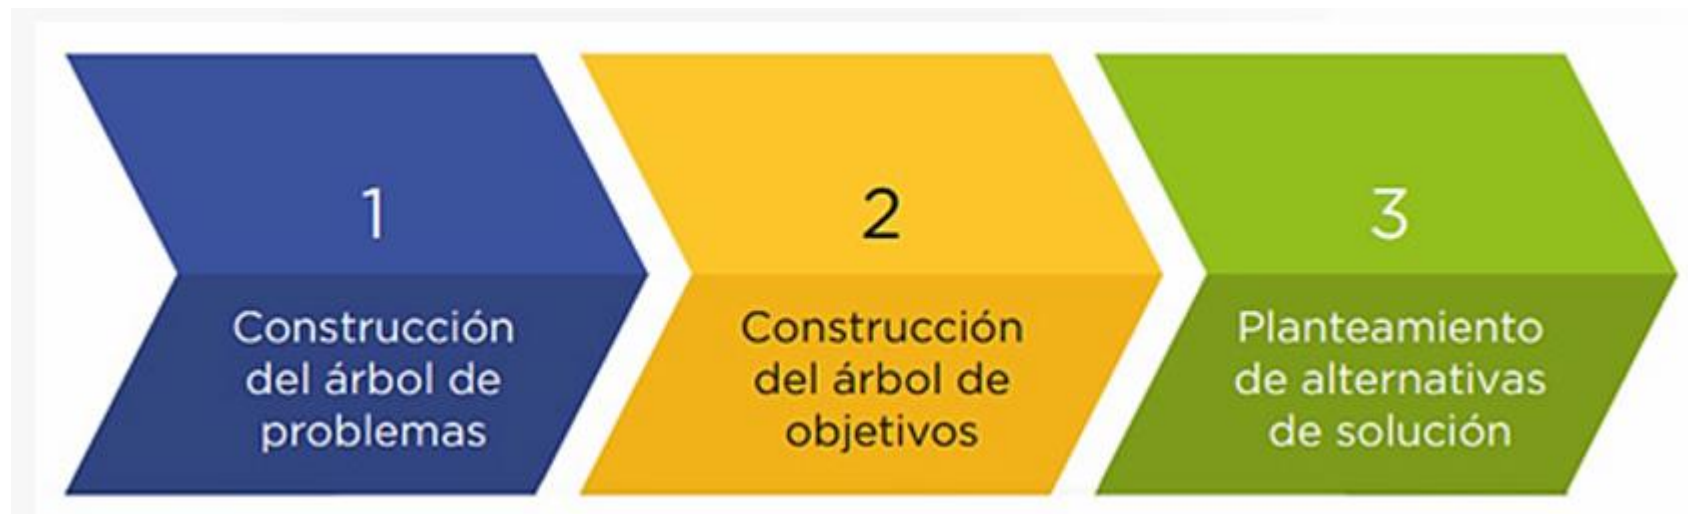 1
Construcción
del árbol de
problemas
2
Construcción
del árbol de
objetivos
3
Planteamiento
de alternativas
de solución